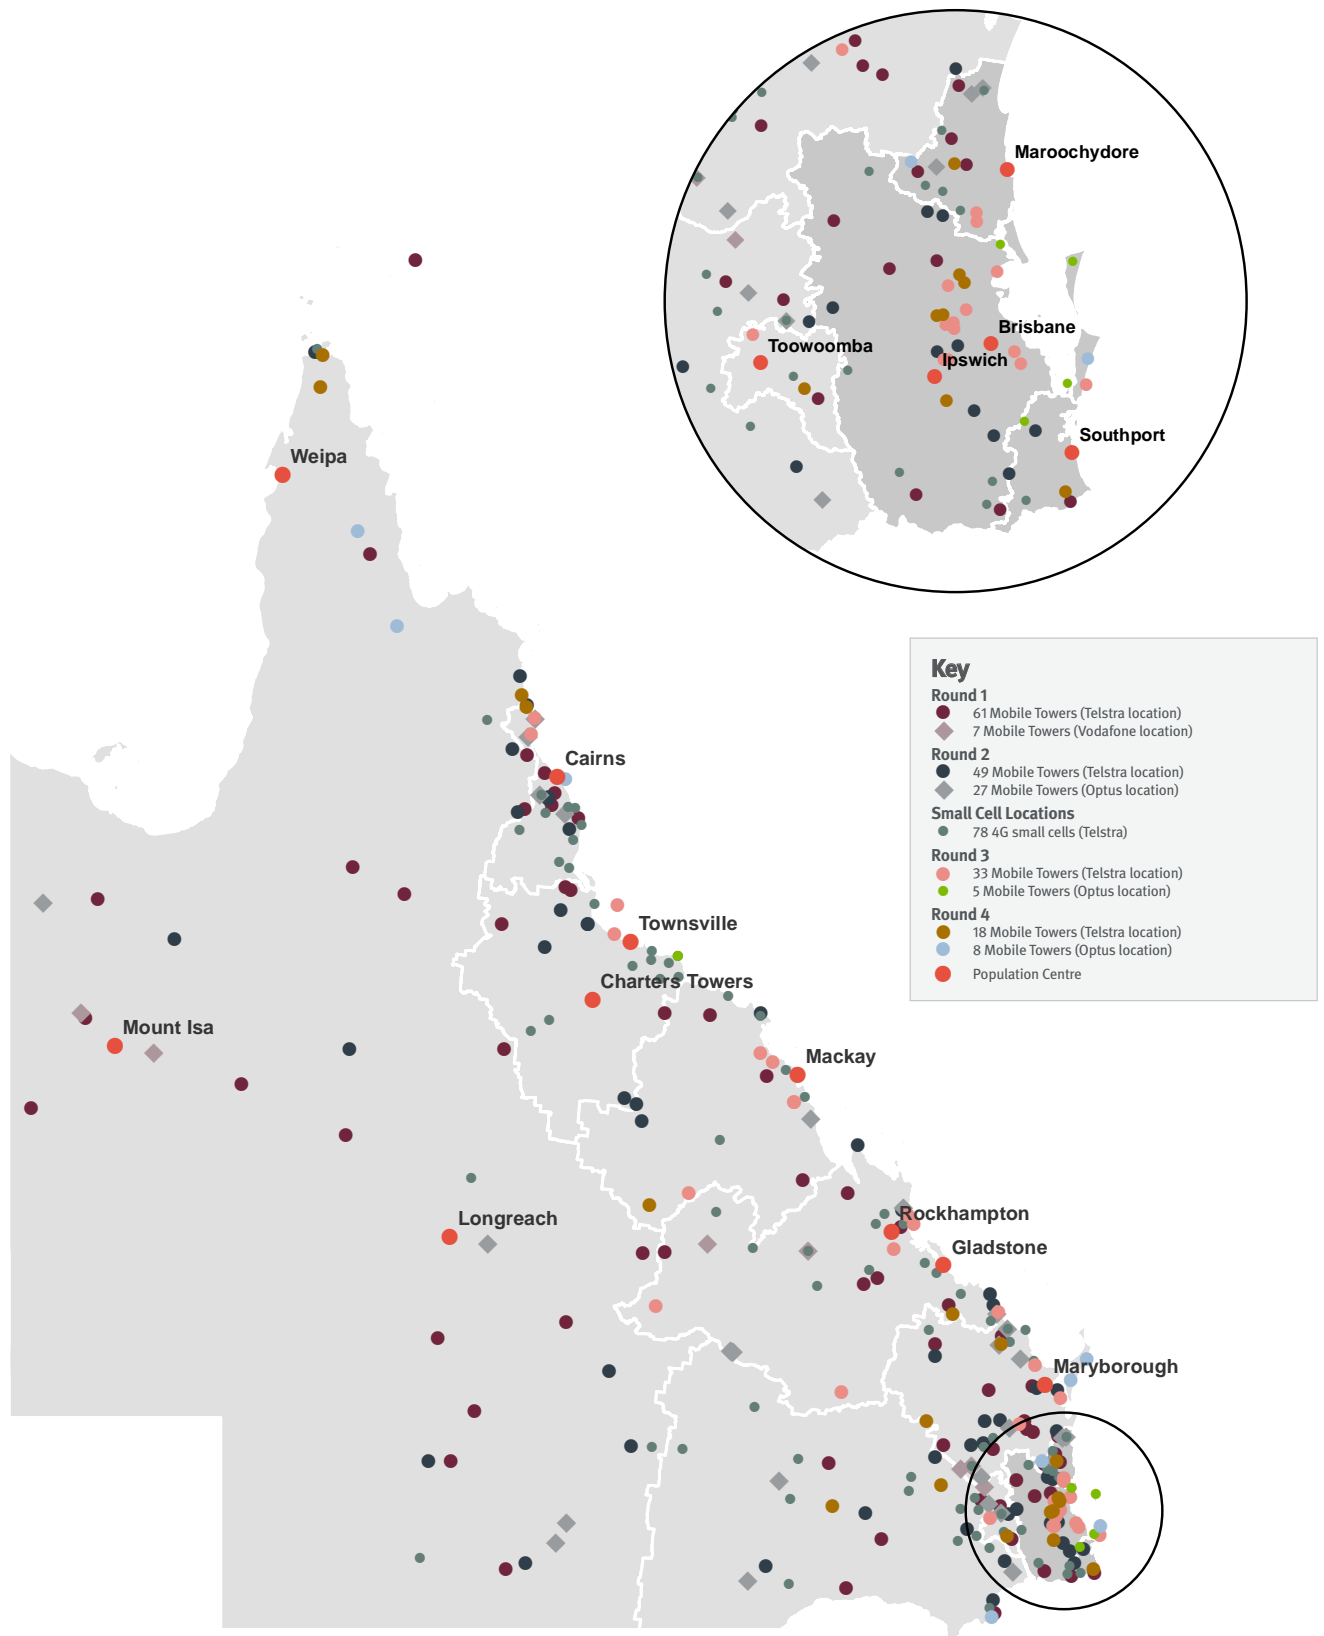 Maroochydore
Brisbane
Toowoomba
Ipswich
Southport
Weipa
Key
Round 1
61 Mobile Towers (Telstra location)
7 Mobile Towers (Vodafone location)
Round 2
49 Mobile Towers (Telstra location)
27 Mobile Towers (Optus location)
Small Cell Locations
78 4G small cells (Telstra)
Round 3
33 Mobile Towers (Telstra location)
5 Mobile Towers (Optus location)
Round 4
18 Mobile Towers (Telstra location)
8 Mobile Towers (Optus location)
Population Centre
Cairns
Townsville
Charters Towers
Mount Isa
Mackay
Longreach
Rockhampton
Gladstone
Maryborough